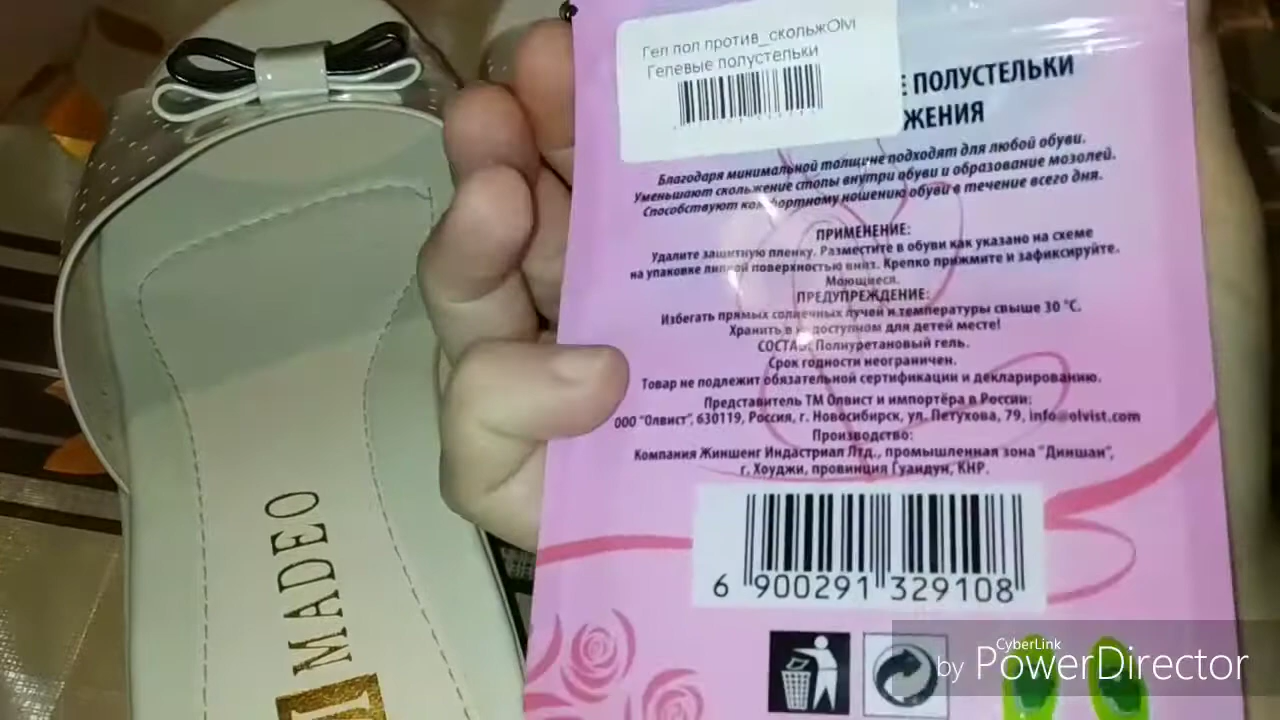 Гел пол против_скольжOlvi
Гелевые полустельки
Е ПОЛУСТЕЛЬКИ
ЖЕНИЯ
Благодаря минимальной толщине подходят для любой обуви.
Уменьшают скольжение стопы внутри обуви и образование мозолей.
Способствуют комфортному ношению обуви в течение всего дня.
ПРИМЕНЕНИЕ:
Удалите защитную пленку. Разместите в обуви как указано на схеме
на упаковке липкой поверхностью вниз. Крепко прижмите и зафиксируйте.
Моющиеся.
ПРЕДУПРЕЖДЕНИЕ:
Избегать прямых солнечных лучей и температуры свыше 30 °C.
Хранить в недоступном для детей месте!
СОСТАВ: Полиуретановый гель.
Срок годности неограничен.
Товар не подлежит обязательной сертификации и декларированию.
Представитель ТМ Олвист и импортёра в России:
ООО "Олвист", 630119, Россия, г. Новосибирск, ул. Петухова, 79, info@olvist.com
Производство:
Компания Жиншенг Индастриал Лтд., промышленная зона "Диншан",
г. Хоуджи, провинция Гуандун, КНР.
6 900291 329108
MADEO
CyberLink
by PowerDirector